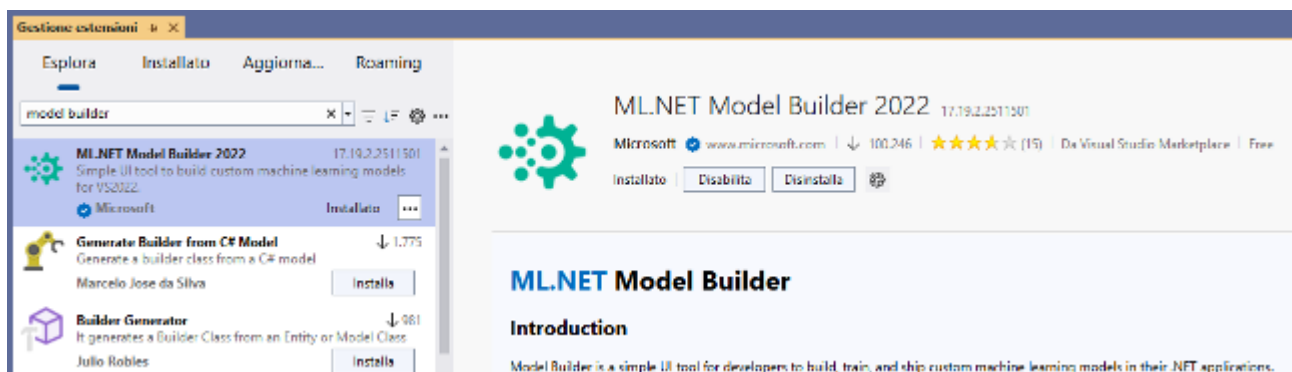 Gestione estensioni
Esplora Installato Aggiorna... Roaming
model builder
ML.NET Model Builder 2022 17.19.2.2511501
Simple UI tool to build custom machine learning models
for VS2022.
Microsoft Installato ...
Generate Builder from C# Model 1.775
Generate a builder class from a C# model
Marcelo Jose da Silva Installa
Builder Generator 981
It generates a Builder Class from an Entity or Model Class
Julio Robles Installa
ML.NET Model Builder 2022 17.19.2.2511501
Microsoft www.microsoft.com | 100.246 | (15) | Da Visual Studio Marketplace | Free
Installato | Disabilita Disinstalla
ML.NET Model Builder
Introduction
Model Builder is a simple UI tool for developers to build, train, and ship custom machine learning models in their .NET applications.